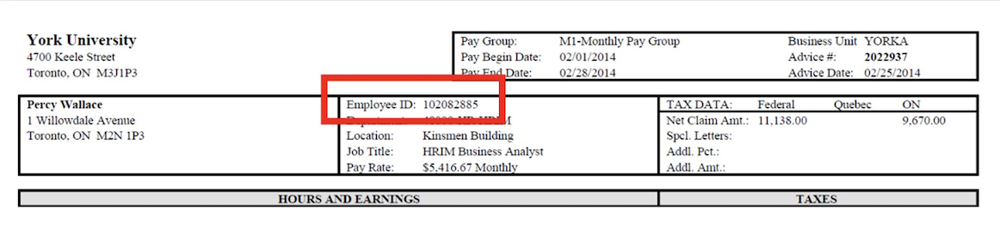 York University
4700 Keele Street
Toronto, ON M3J1P3
Pay Group: M1-Monthly Pay Group Business Unit YORKA
Pay Begin Date: 02/01/2014 Advice #: 2022937
Pay End Date: 02/28/2014 Advice Date: 02/25/2014
Percy Wallace
1 Willowdale Avenue
Toronto, ON M2N 1P3
Employee ID: 102082885
Department: 48000-HR-HRIM
Location: Kinsmen Building
Job Title: HRIM Business Analyst
Pay Rate: $5,416.67 Monthly
TAX DATA: Federal Quebec ON
Net Claim Amt.: 11,138.00 9,670.00
Spcl. Letters:
Addl. Pct.:
Addl. Amt.:
HOURS AND EARNINGS TAXES